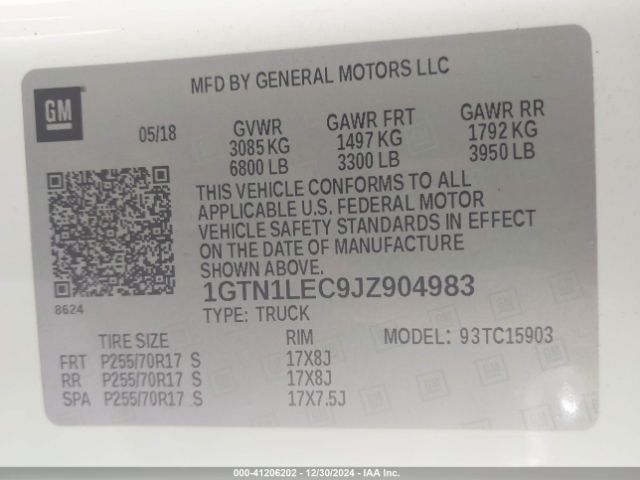 MFD BY GENERAL MOTORS LLC
GM
05/18 GVWR GAWR FRT GAWR RR
3085 KG 1497 KG 1792 KG
6800 LB 3300 LB 3950 LB
THIS VEHICLE CONFORMS TO ALL
APPLICABLE U.S. FEDERAL MOTOR
VEHICLE SAFETY STANDARDS IN EFFECT
ON THE DATE OF MANUFACTURE
SHOWN ABOVE.
1GTN1LEC9JZ904983
8624
TYPE: TRUCK
TIRE SIZE RIM MODEL: 93TC15903
FRT P255/70R17 S 17X8J
RR P255/70R17 S 17X8J
SPA P255/70R17 S 17X7.5J
000-41206202 - 12/30/2024 - IAA Inc.